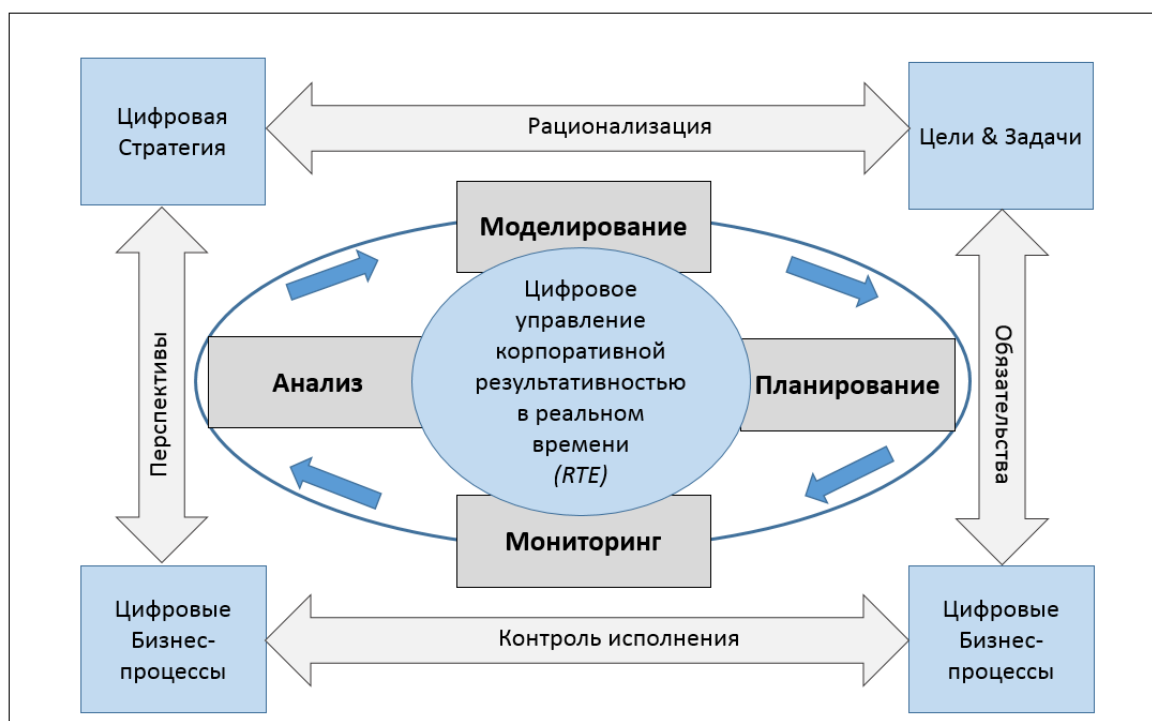 Цифровая
Стратегия
Рационализация
Цели & Задачи
Моделирование
Цифровое
управление
корпоративной
результативностью
в реальном
времени
(RTE)
Анализ
Планирование
Перспективы
Обязательства
Мониторинг
Цифровые
Бизнес-
процессы
Контроль исполнения
Цифровые
Бизнес-
процессы